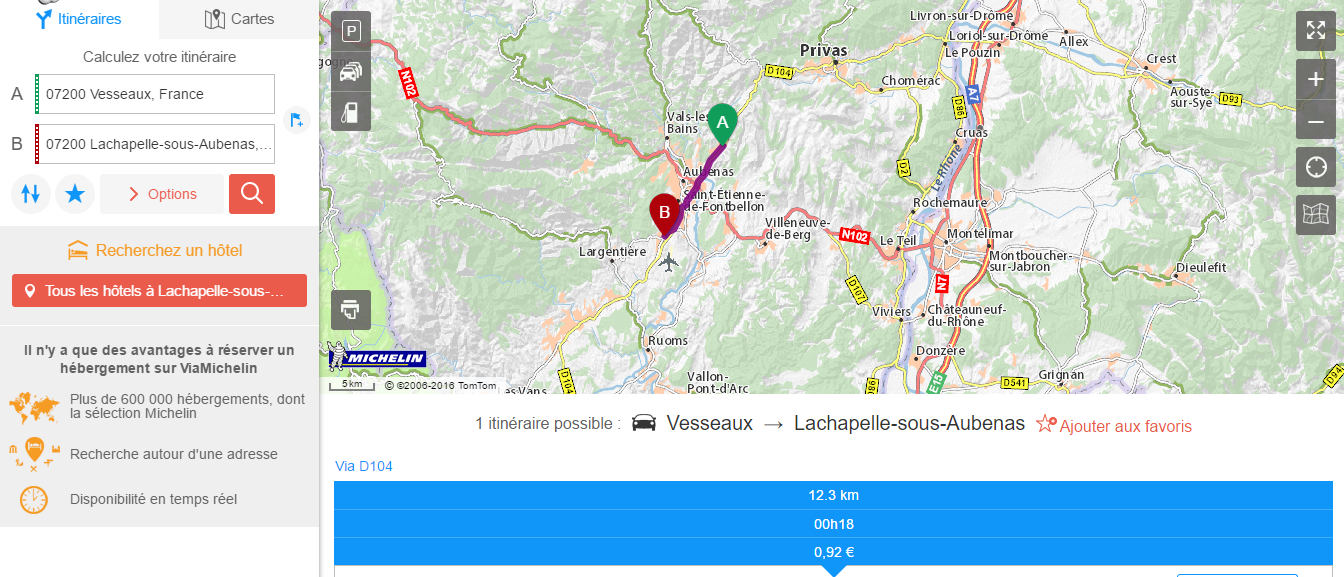 Itinéraires
Cartes
Calculez votre itinéraire
A
07200 Vesseaux, France
B
07200 Lachapelle-sous-Aubenas,...
Options
Recherchez un hôtel
Tous les hôtels à Lachapelle-sous-...
Il n'y a que des avantages à réserver un
hébergement sur ViaMichelin
Plus de 600 000 hébergements, dont
la sélection Michelin
Recherche autour d'une adresse
Disponibilité en temps réel
P
Livron-sur-Drôme
Loriol-sur-Drôme
Allex
Le Pouzin
Privas
Crest
D104
Chomérac
N102
A7
D86
Aouste-
sur-Sye
D93
Vals-les-
Bains
A
Cruas
Le Rhone
D2
Aubenas
Saint-Étienne-
de-Fontbellon
B
Rochemaure
Villeneuve-
de-Berg
N102
Le Teil
Montélimar
Largentière
Montboucher-
sur-Jabron
Dieulefit
N7
D107
Viviers
Châteauneuf-
du-Rhône
Ruoms
Donzère
MICHELIN
5 km
© ©2006-2016 TomTom
D104
Vallon-
Pont-d'Arc
D86
E15
D541
Grignan
D94
1 itinéraire possible :
Vesseaux → Lachapelle-sous-Aubenas
Ajouter aux favoris
Via D104
12.3 km
00h18
0,92 €